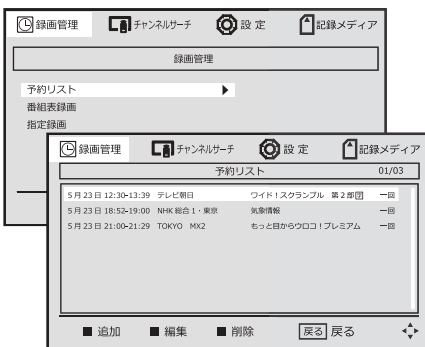 録画管理 チャンネルサーチ 設 定 記録メディア
録画管理
予約リスト
番組表録画
指定録画
録画管理 チャンネルサーチ 設 定 記録メディア
予約リスト 01/03
5月23日 12:30-13:39 テレビ朝日 ワイド！スクランブル 第２部字 一回
5月23日 18:52-19:00 NHK 総合１・東京 気象情報 一回
5月23日 21:00-21:29 TOKYO MX2 もっと目からウロコ！プレミアム 一回
追加 編集 削除 戻る 戻る